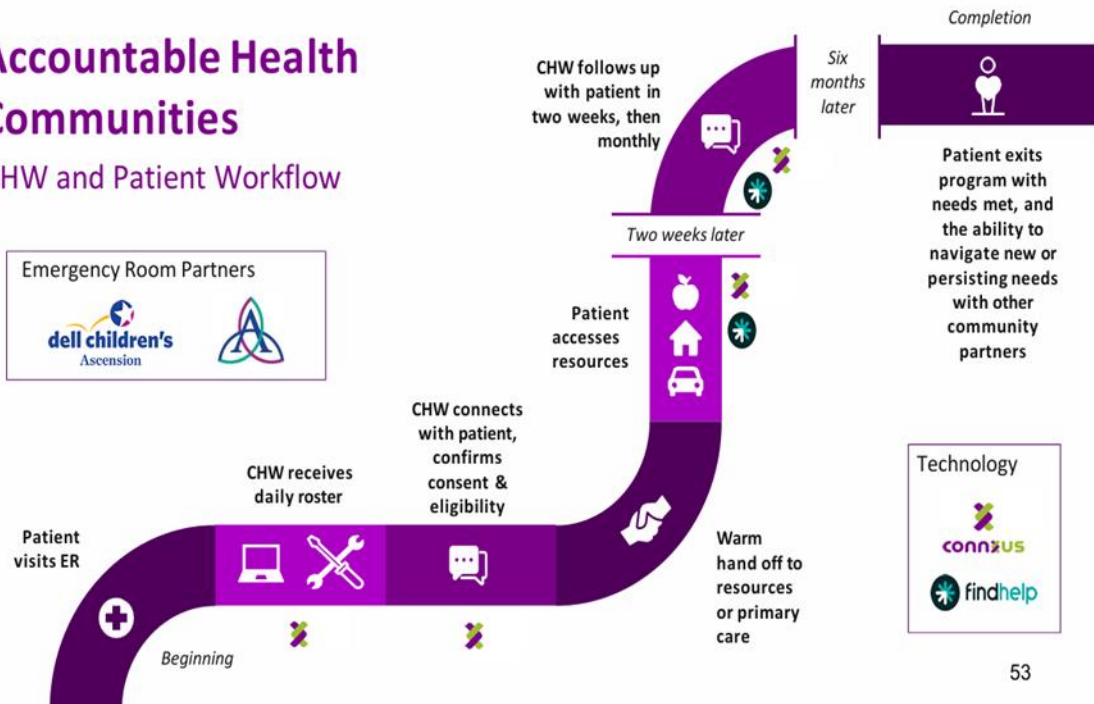 Accountable Health
Communities
CHW and Patient Workflow
Emergency Room Partners
dell children's
Ascension
A
Patient
visits ER
Beginning
CHW receives
daily roster
CHW connects
with patient,
confirms
consent &
eligibility
Warm
hand off to
resources
or primary
care
Patient
accesses
resources
Two weeks later
CHW follows up
with patient in
two weeks, then
monthly
Six
months
later
Completion
Patient exits
program with
needs met, and
the ability to
navigate new or
persisting needs
with other
community
partners
Technology
connxus
findhelp
53